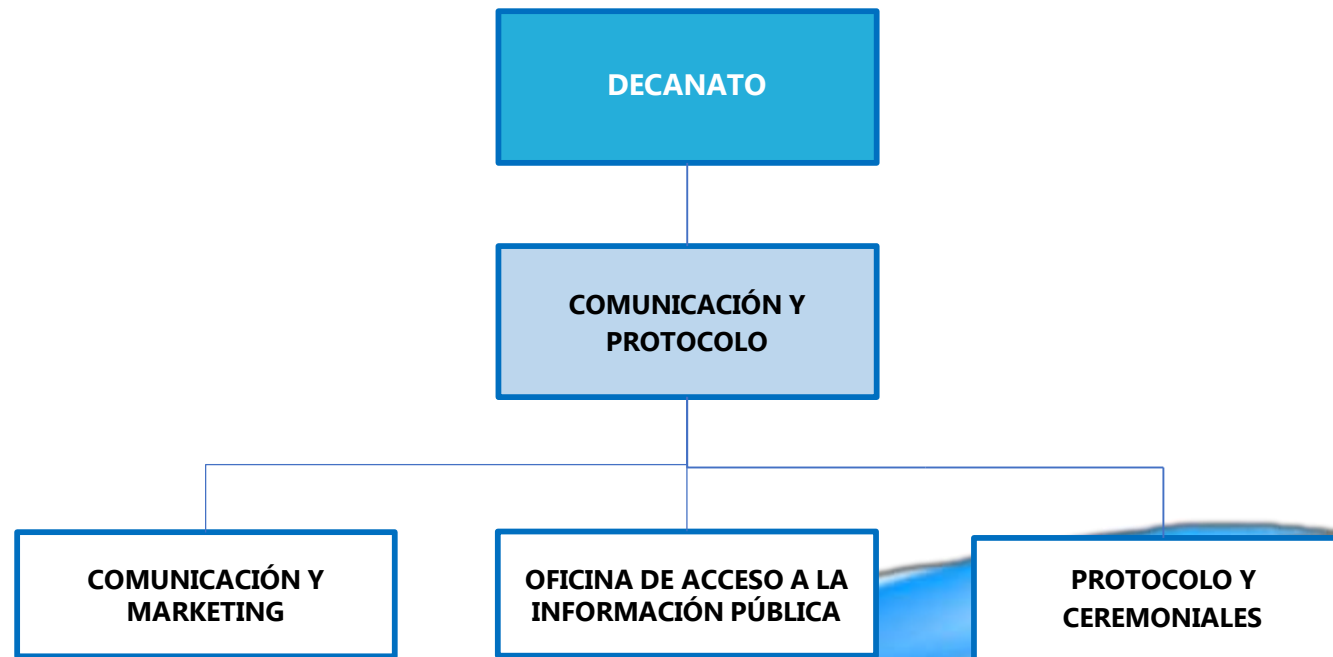 DECANATO
COMUNICACIÓN Y
PROTOCOLO
COMUNICACIÓN Y
MARKETING
OFICINA DE ACCESO A LA
INFORMACIÓN PÚBLICA
PROTOCOLO Y
CEREMONIALES